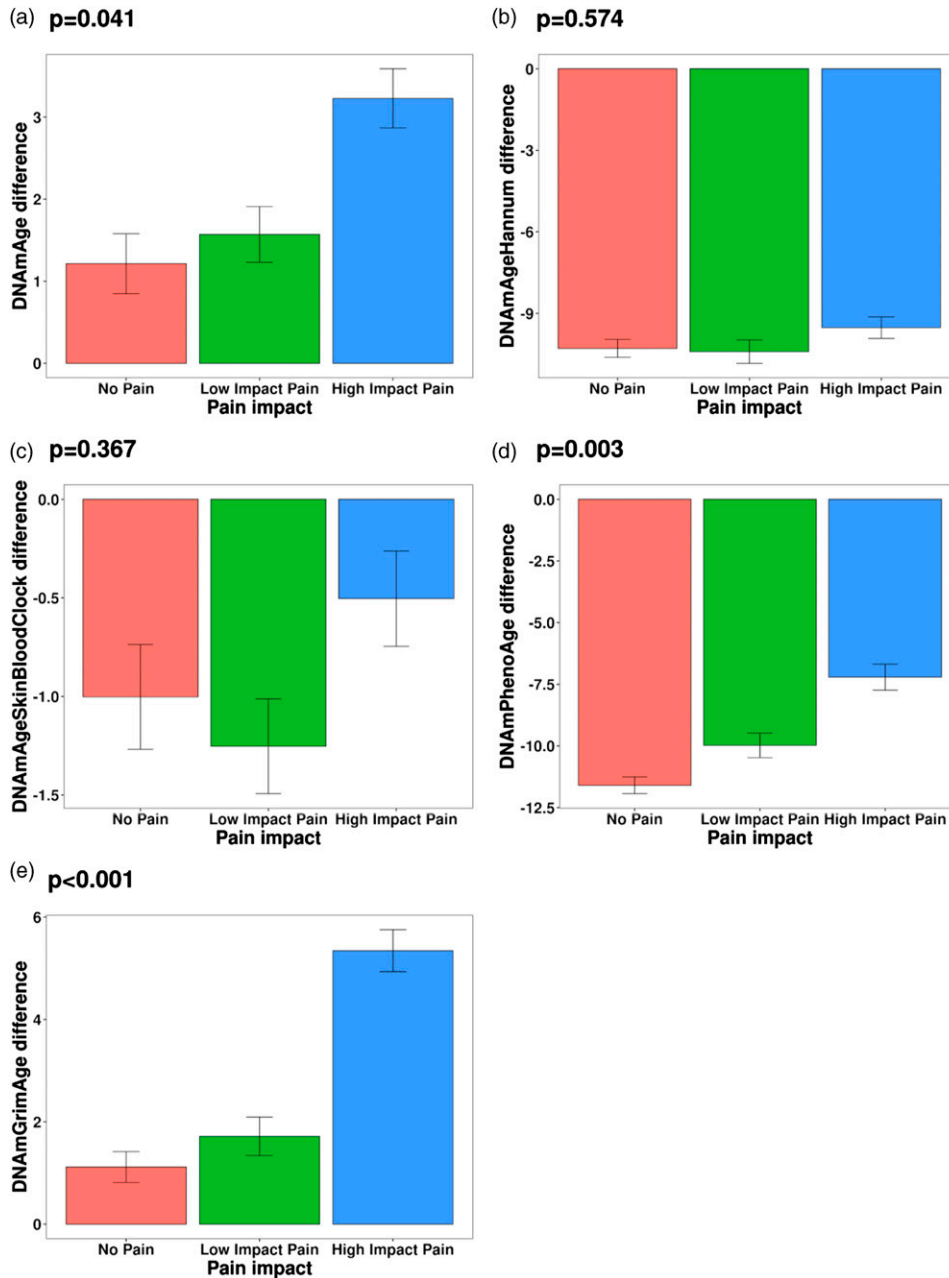 (a) p=0.041
DNAmAge difference
3
2
1
0
No Pain Low Impact Pain High Impact Pain
Pain impact
(b) p=0.574
DNAmAgeHannum difference
0
-3
-6
-9
No Pain Low Impact Pain High Impact Pain
Pain impact
(c) p=0.367
DNAmAgeSkinBloodClock difference
0.0
-0.5
-1.0
-1.5
No Pain Low Impact Pain High Impact Pain
Pain impact
(d) p=0.003
DNAmPhenoAge difference
0.0
-2.5
-5.0
-7.5
-10.0
-12.5
No Pain Low Impact Pain High Impact Pain
Pain impact
(e) p<0.001
DNAmGrimAge difference
6
4
2
0
No Pain Low Impact Pain High Impact Pain
Pain impact